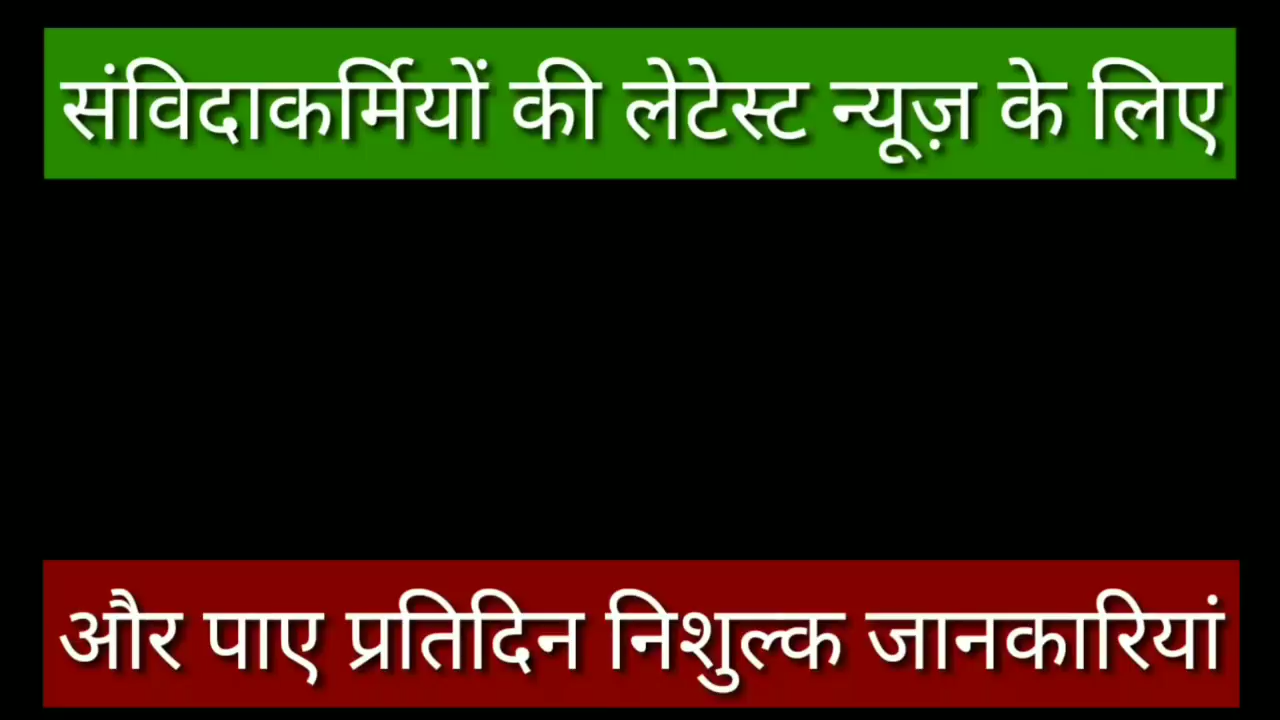 संविदाकर्मियों की लेटेस्ट न्यूज़ के लिए
और पाए प्रतिदिन निशुल्क जानकारियां